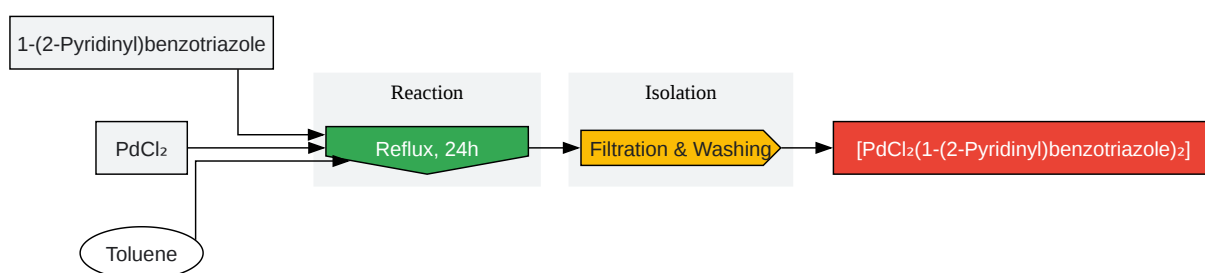 1-(2-Pyridinyl)benzotriazole
Reaction
Isolation
PdCl₂
Reflux, 24h
Filtration & Washing
[PdCl₂(1-(2-Pyridinyl)benzotriazole)₂]
Toluene